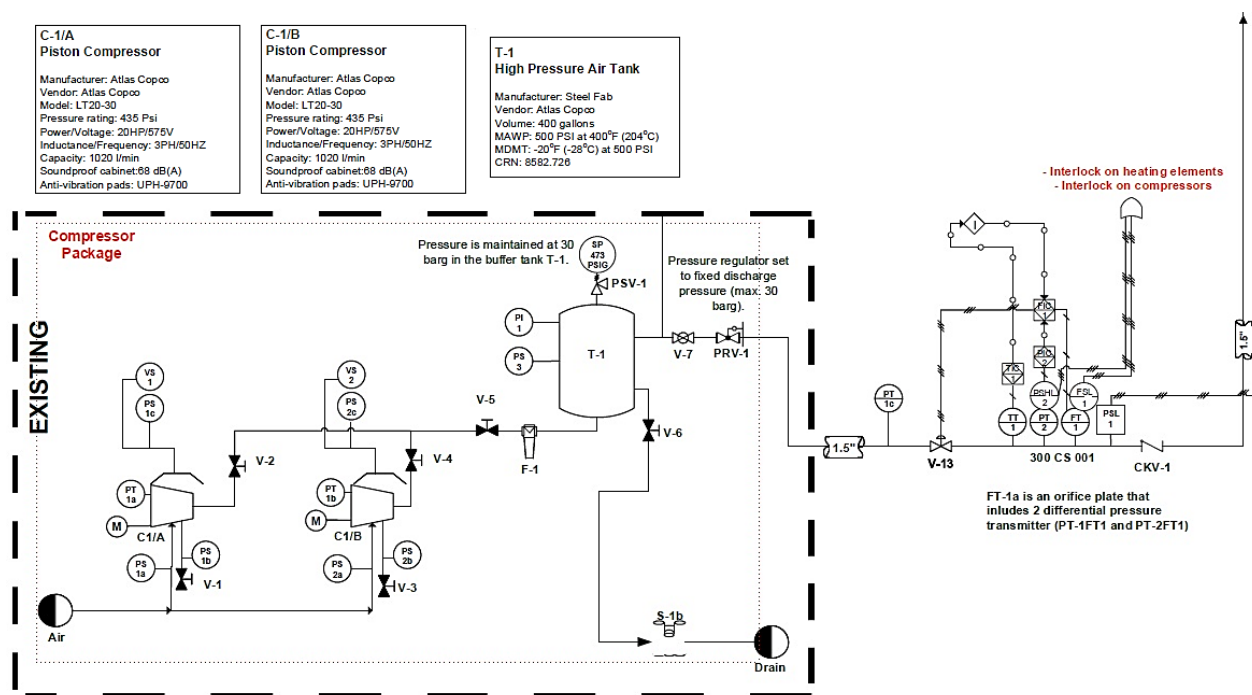 C-1/A
Piston Compressor
Manufacturer: Atlas Copco
Vendor: Atlas Copco
Model: LT20-30
Pressure rating: 435 Psi
Power/Voltage: 20HP/575V
Inductance/Frequency: 3PH/50HZ
Capacity: 1020 l/min
Soundproof cabinet:68 dB(A)
Anti-vibration pads: UPH-9700
C-1/B
Piston Compressor
Manufacturer: Atlas Copco
Vendor: Atlas Copco
Model: LT20-30
Pressure rating: 435 Psi
Power/Voltage: 20HP/575V
Inductance/Frequency: 3PH/50HZ
Capacity: 1020 l/min
Soundproof cabinet:68 dB(A)
Anti-vibration pads: UPH-9700
T-1
High Pressure Air Tank
Manufacturer: Steel Fab
Vendor: Atlas Copco
Volume: 400 gallons
MAWP: 500 PSI at 400°F (204°C)
MDMT: -20°F (-28°C) at 500 PSI
CRN: 8582.726
- Interlock on heating elements
- Interlock on compressors
Compressor
Package
EXISTING
Pressure is maintained at 30
barg in the buffer tank T-1.
SP
473
PSIG
PSV-1
Pressure regulator set
to fixed discharge
pressure (max. 30
barg).
PI
1
PS
3
T-1
V-7
PRV-1
VS
1
PS
1c
VS
2
PS
2c
V-5
F-1
V-6
V-2
V-4
PT
1a
M
C1/A
PT
1b
M
C1/B
PS
1a
PS
1b
V-1
PS
2a
PS
2b
V-3
Air
S-1b
Drain
I
FIC
1
PIC
2
TIC
1
PSHL
2
FSL
1
PT
1c
TT
1
PT
2
FT
1
PSL
1
1.5"
1.5"
V-13
300 CS 001
CKV-1
FT-1a is an orifice plate that
inludes 2 differential pressure
transmitter (PT-1FT1 and PT-2FT1)